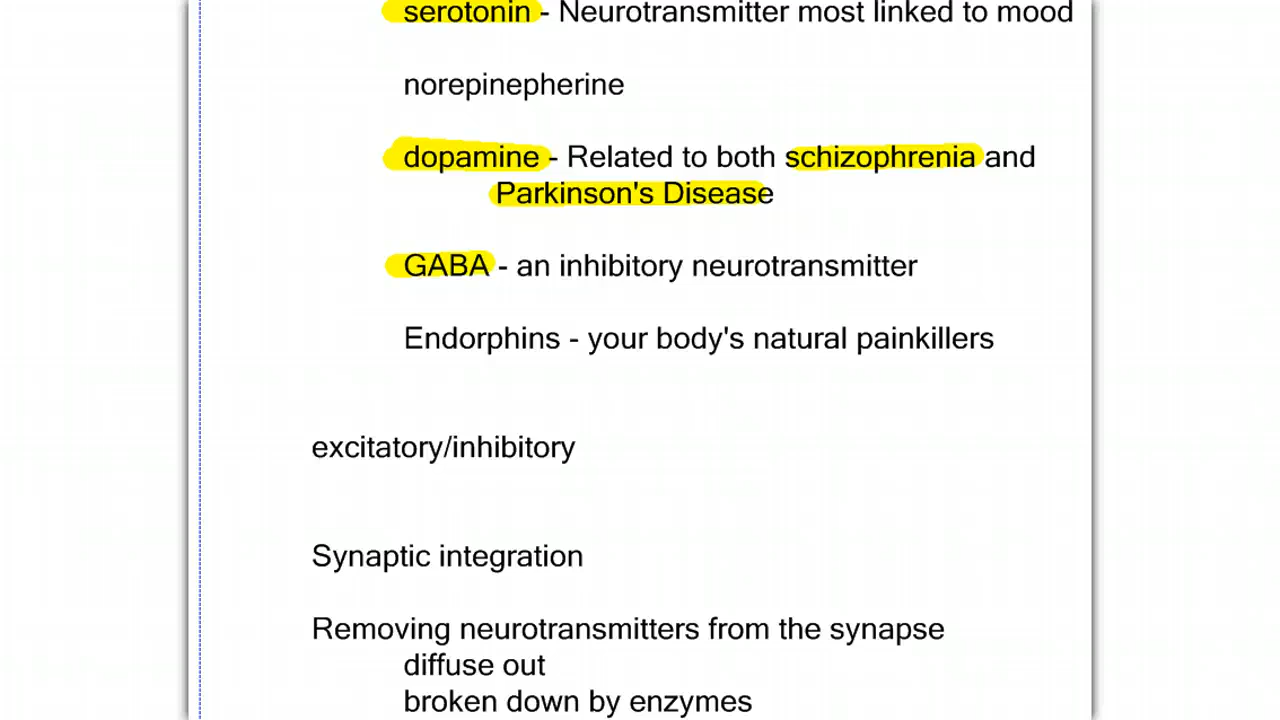 serotonin - Neurotransmitter most linked to mood
norepinepherine
dopamine - Related to both schizophrenia and
Parkinson's Disease
GABA - an inhibitory neurotransmitter
Endorphins - your body's natural painkillers
excitatory/inhibitory
Synaptic integration
Removing neurotransmitters from the synapse
diffuse out
broken down by enzymes